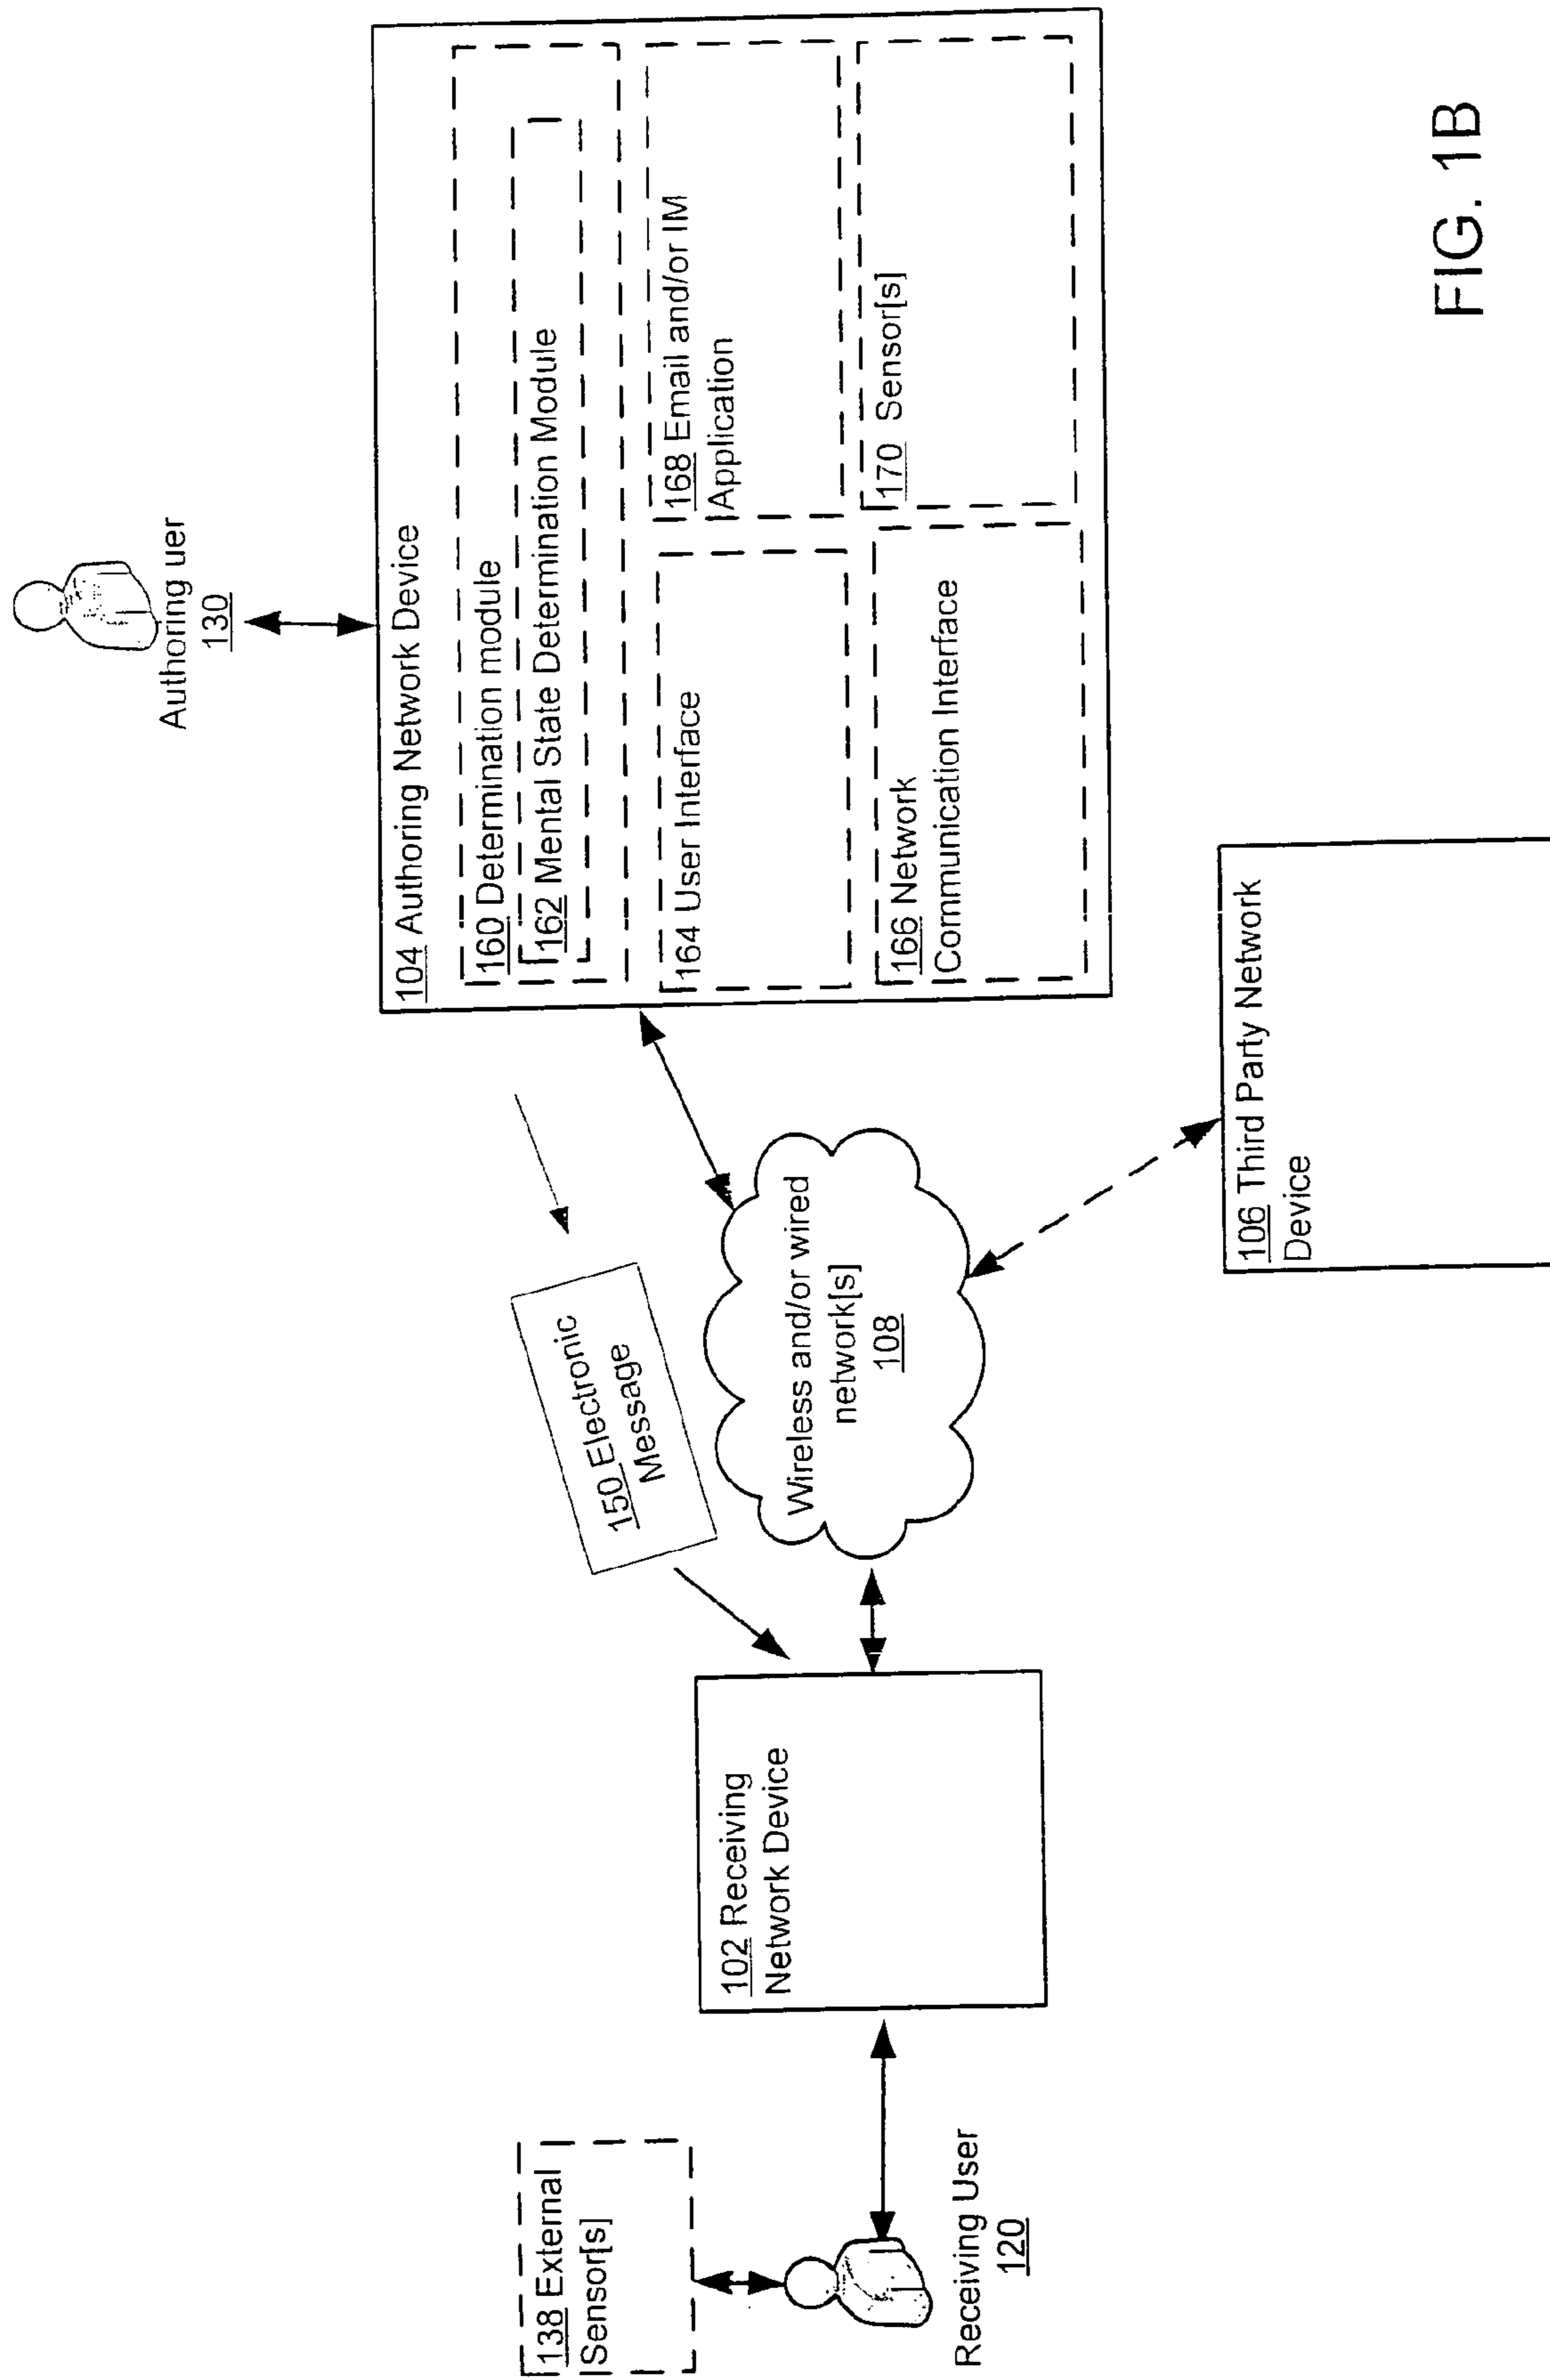 Authoring uer
130
104 Authoring Network Device
160 Determination module
162 Mental State Determination Module
164 User Interface
168 Email and/or IM
Application
166 Network
Communication Interface
170 Sensor[s]
150 Electronic
Message
Wireless and/or wired
network[s]
108
102 Receiving
Network Device
138 External
Sensor[s]
Receiving User
120
106 Third Party Network
Device
FIG. 1B